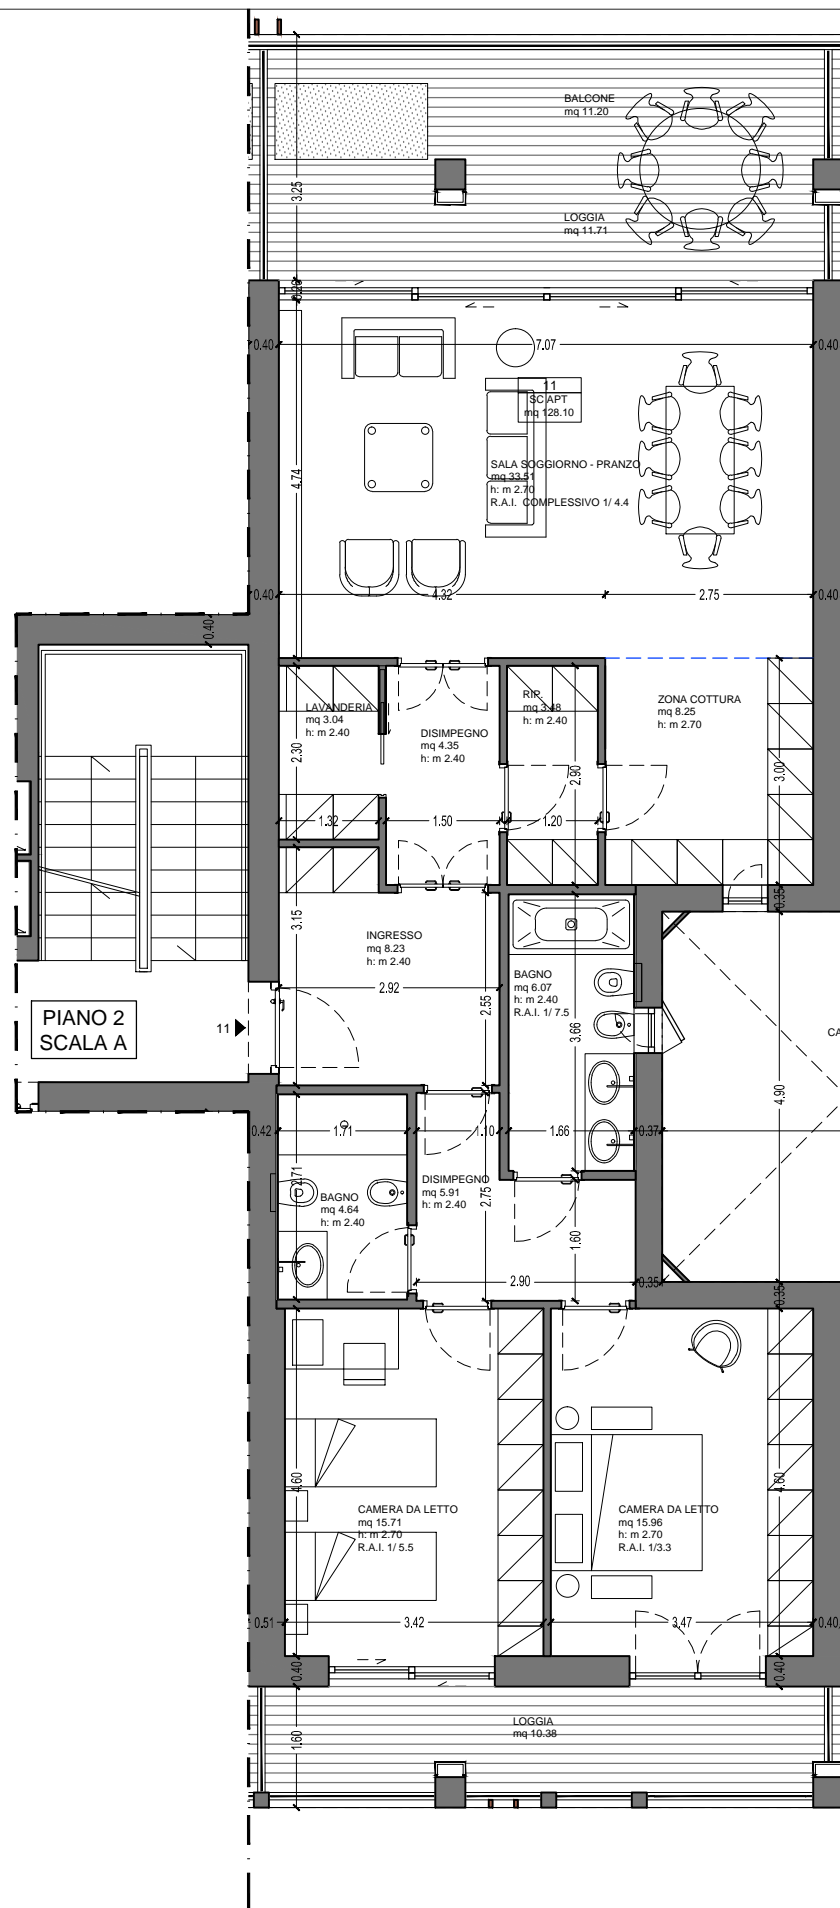 BALCONE
mq 11.20
LOGGIA
mq 11.71
3.25
0.26
0.40
7.07
0.40
11
SC APT
mq 128.10
SALA SOGGIORNO - PRANZO
mq 33.51
h: m 2.70
R.A.I. COMPLESSIVO 1/ 4.4
4.74
0.40
4.32
2.75
0.40
0.40
LAVANDERIA
mq 3.04
h: m 2.40
2.30
1.32
DISIMPEGNO
mq 4.35
h: m 2.40
1.50
RIP.
mq 3.48
h: m 2.40
2.90
1.20
ZONA COTTURA
mq 8.25
h: m 2.70
3.00
0.35
3.15
INGRESSO
mq 8.23
h: m 2.40
2.92
2.55
BAGNO
mq 6.07
h: m 2.40
R.A.I. 1/ 7.5
3.66
PIANO 2
SCALA A
11
CA
4.90
0.42
1.71
1.10
1.66
0.37
2.71
BAGNO
mq 4.64
h: m 2.40
DISIMPEGNO
mq 5.91
h: m 2.40
2.75
1.60
2.90
0.35
0.35
4.60
CAMERA DA LETTO
mq 15.71
h: m 2.70
R.A.I. 1/ 5.5
CAMERA DA LETTO
mq 15.96
h: m 2.70
R.A.I. 1/3.3
4.60
0.51
3.42
3.47
0.40
0.40
0.40
LOGGIA
mq 10.38
1.60